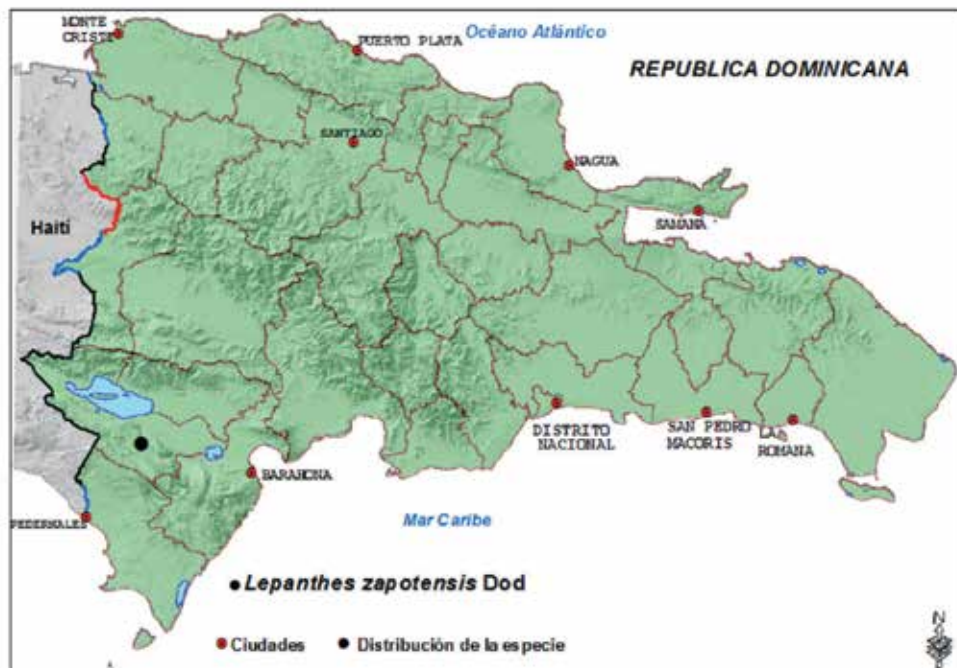 MONTE
CRISTI
PUERTO PLATA
Océano Atlántico
REPUBLICA DOMINICANA
SANTIAGO
NAGUA
SAMANA
Haití
DISTRITO
NACIONAL
SAN PEDRO
MACORIS
LA
ROMANA
BARAHONA
PEDERNALES
Mar Caribe
Lepanthes zapotensis Dod
Ciudades
Distribución de la especie
N